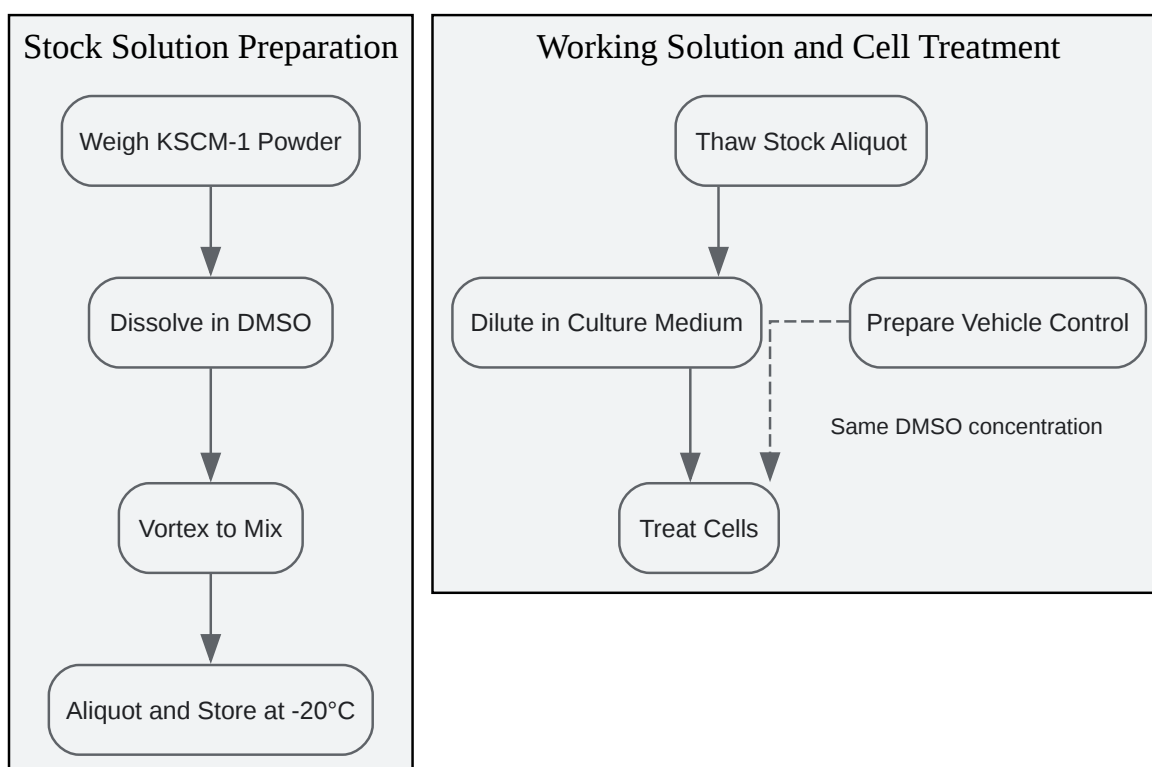 Stock Solution Preparation
Weigh KSCM-1 Powder
Dissolve in DMSO
Vortex to Mix
Aliquot and Store at -20°C
Working Solution and Cell Treatment
Thaw Stock Aliquot
Dilute in Culture Medium
Prepare Vehicle Control
Same DMSO concentration
Treat Cells